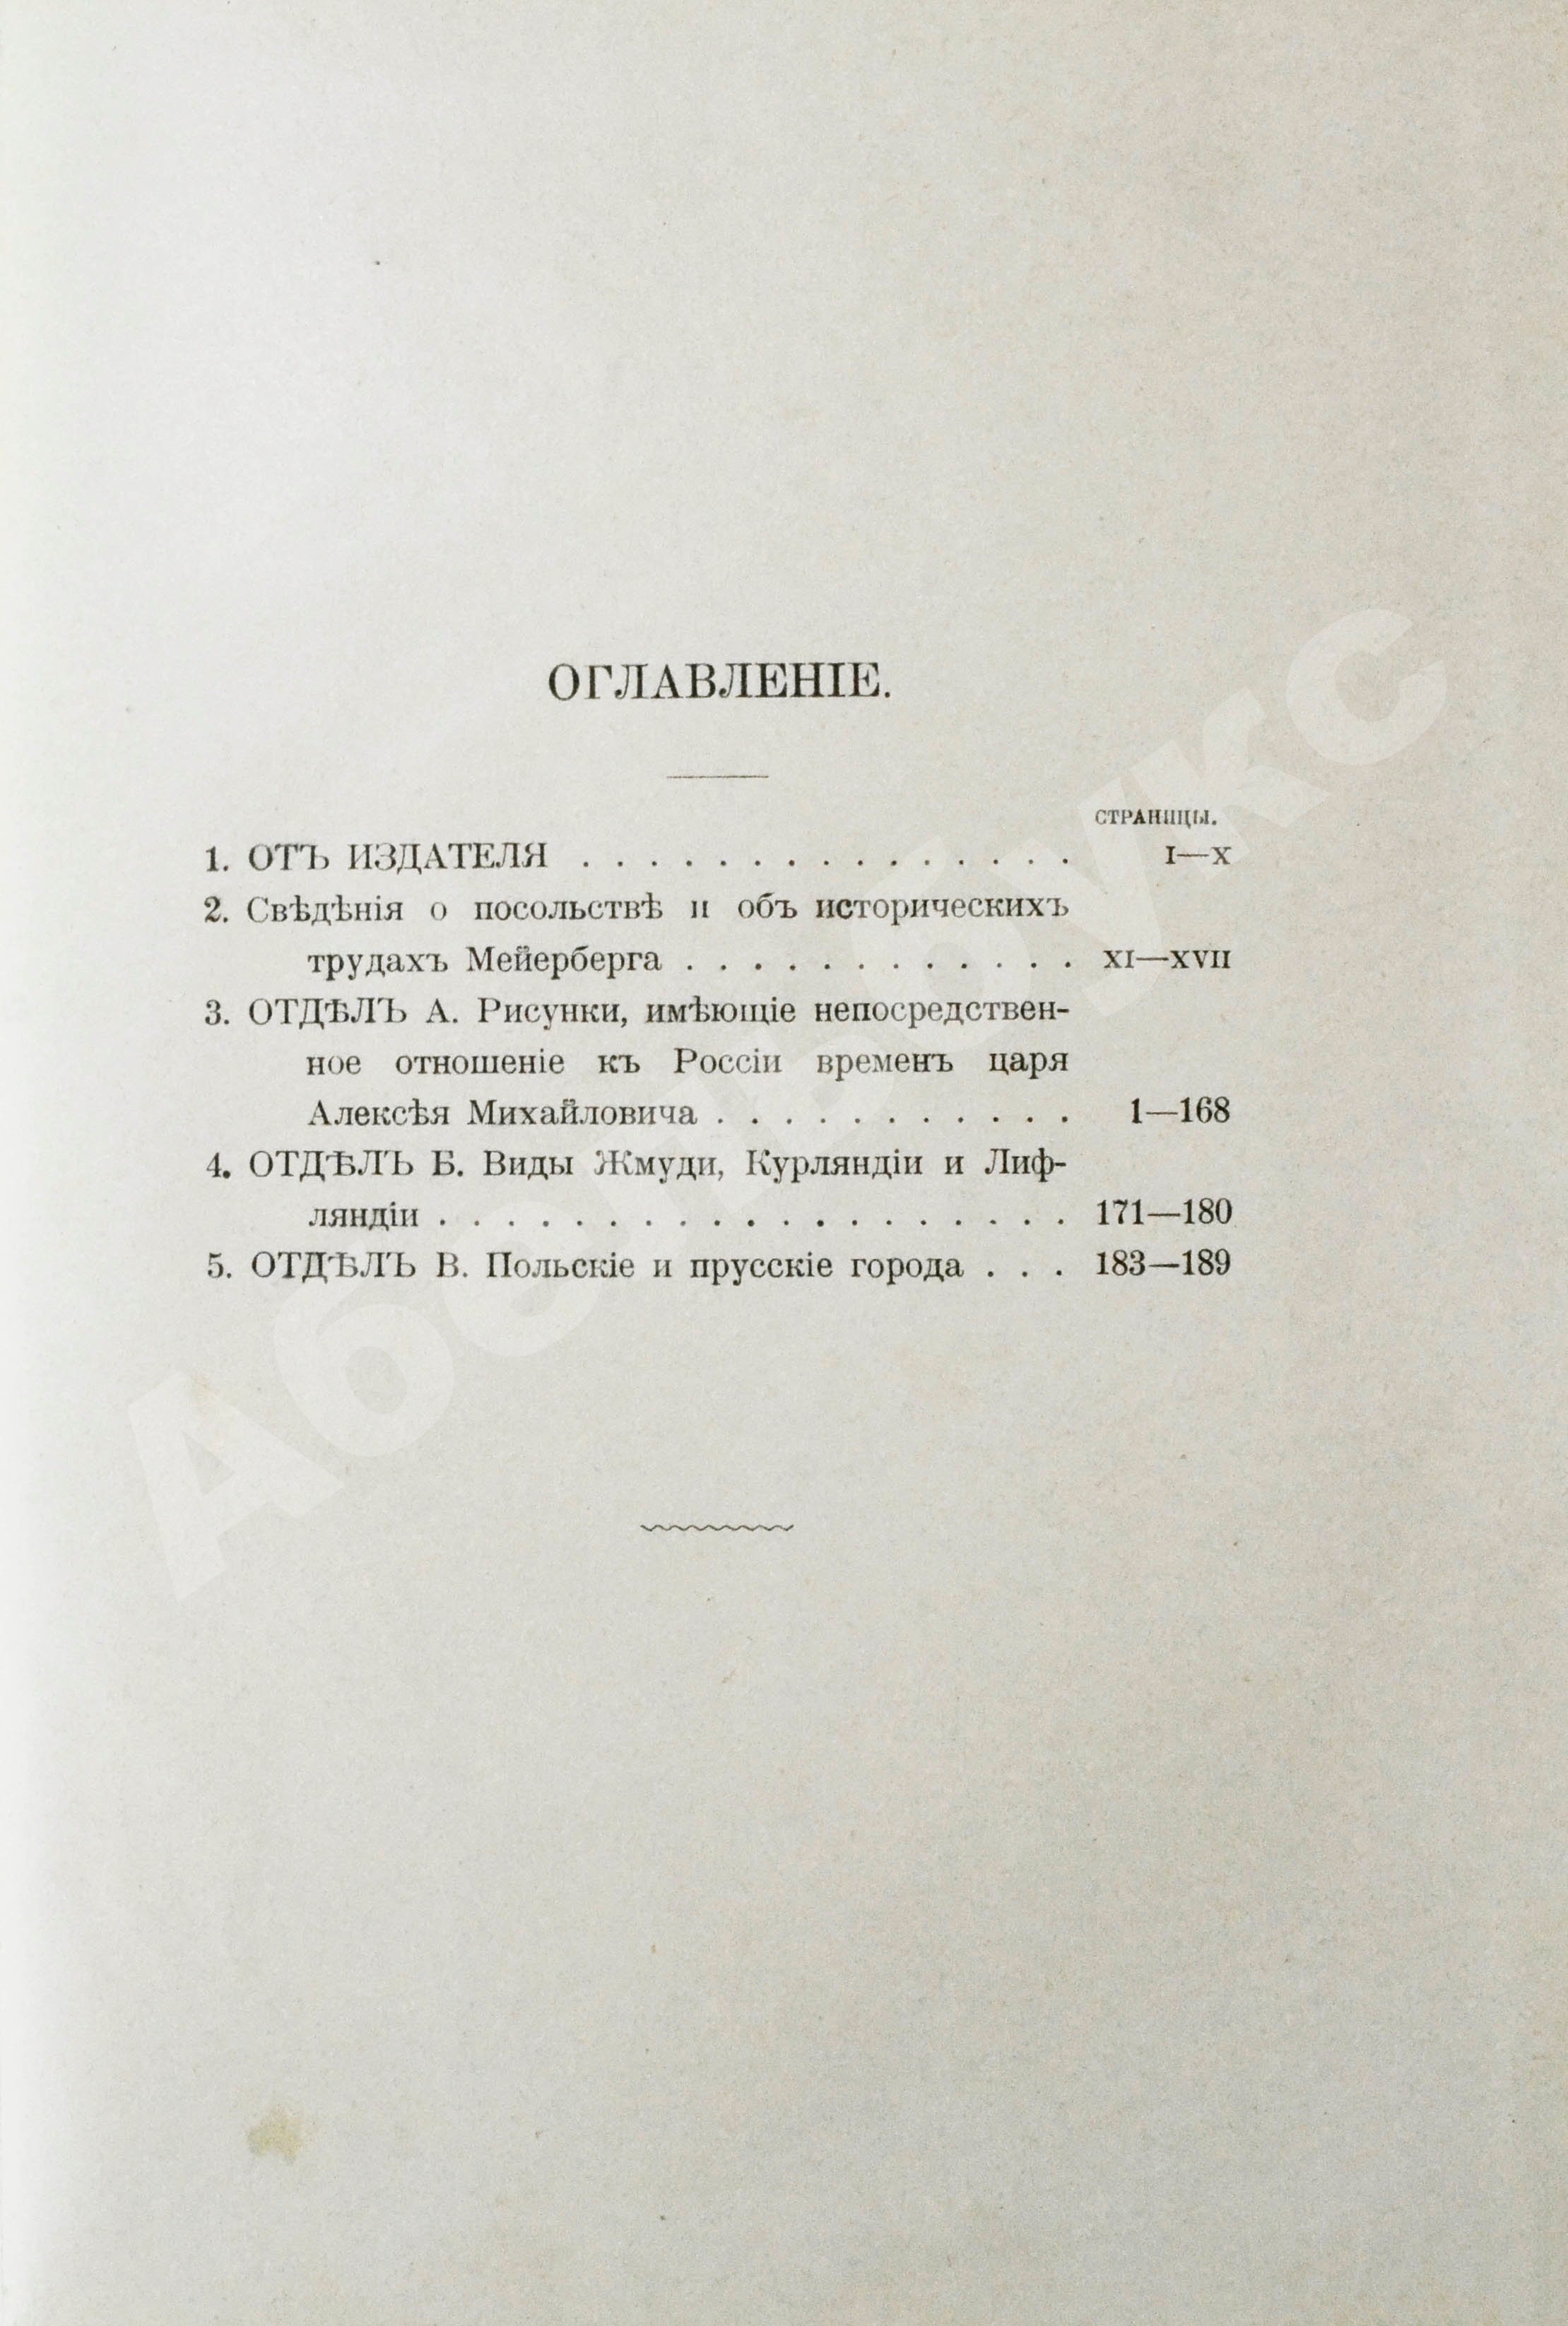 ОГЛАВЛЕНІЕ.
СТРАНИЦЫ.
1. ОТЪ ИЗДАТЕЛЯ . . . . . . . . . . . . . . . I—X
2. Свѣдѣнія о посольствѣ и объ историческихъ
трудахъ Мейерберга . . . . . . . . . . . . XI—XVII
3. ОТДѢЛЪ А. Рисунки, имѣющіе непосредствен-
ное отношеніе къ Россіи временъ царя
Алексѣя Михайловича . . . . . . . . . . . 1—168
4. ОТДѢЛЪ Б. Виды Жмуди, Курляндіи и Лиф-
ляндіи . . . . . . . . . . . . . . . . . . . 171—180
5. ОТДѢЛЪ В. Польскіе и прусскіе города . . . 183—189